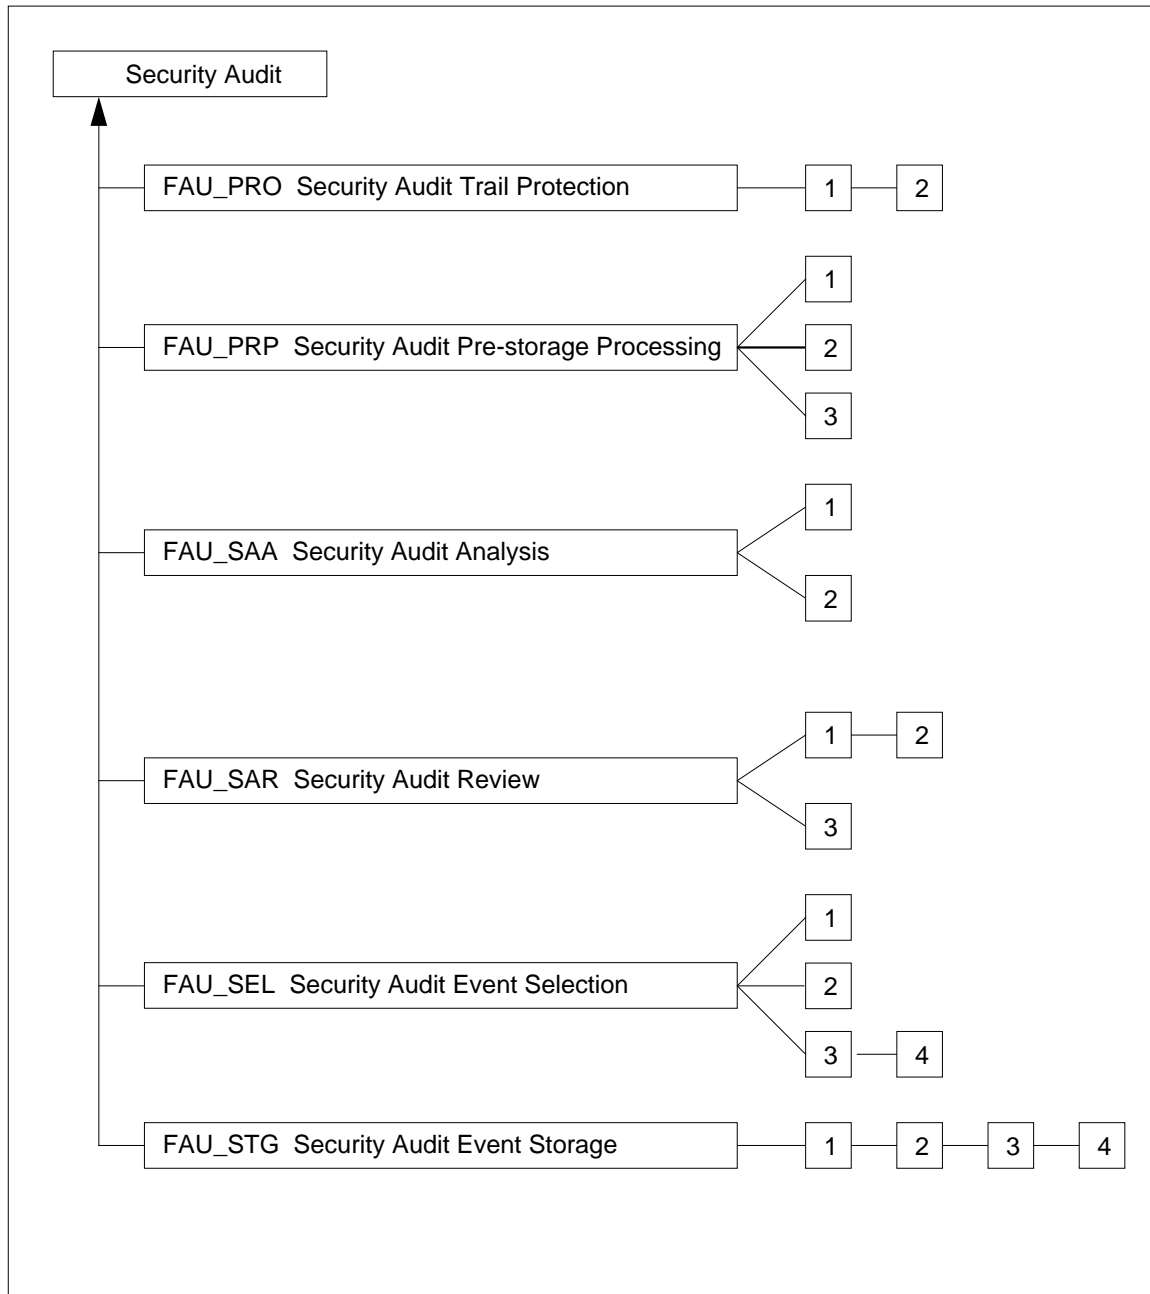 Security Audit
FAU_PRO  Security Audit Trail Protection 1 2
1
FAU_PRP  Security Audit Pre-storage Processing 2
3
1
FAU_SAA  Security Audit Analysis
2
1 2
FAU_SAR  Security Audit Review
3
1
FAU_SEL  Security Audit Event Selection 2
3 4
FAU_STG  Security Audit Event Storage 1 2 3 4